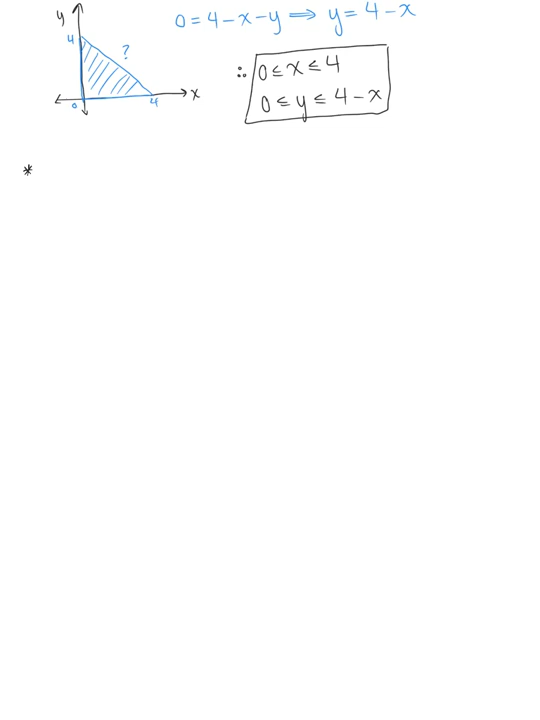 y
4
?
0
4
x
0 = 4 - x - y ⟹ y = 4 - x
∴ 0 ≤ x ≤ 4
0 ≤ y ≤ 4 - x
*